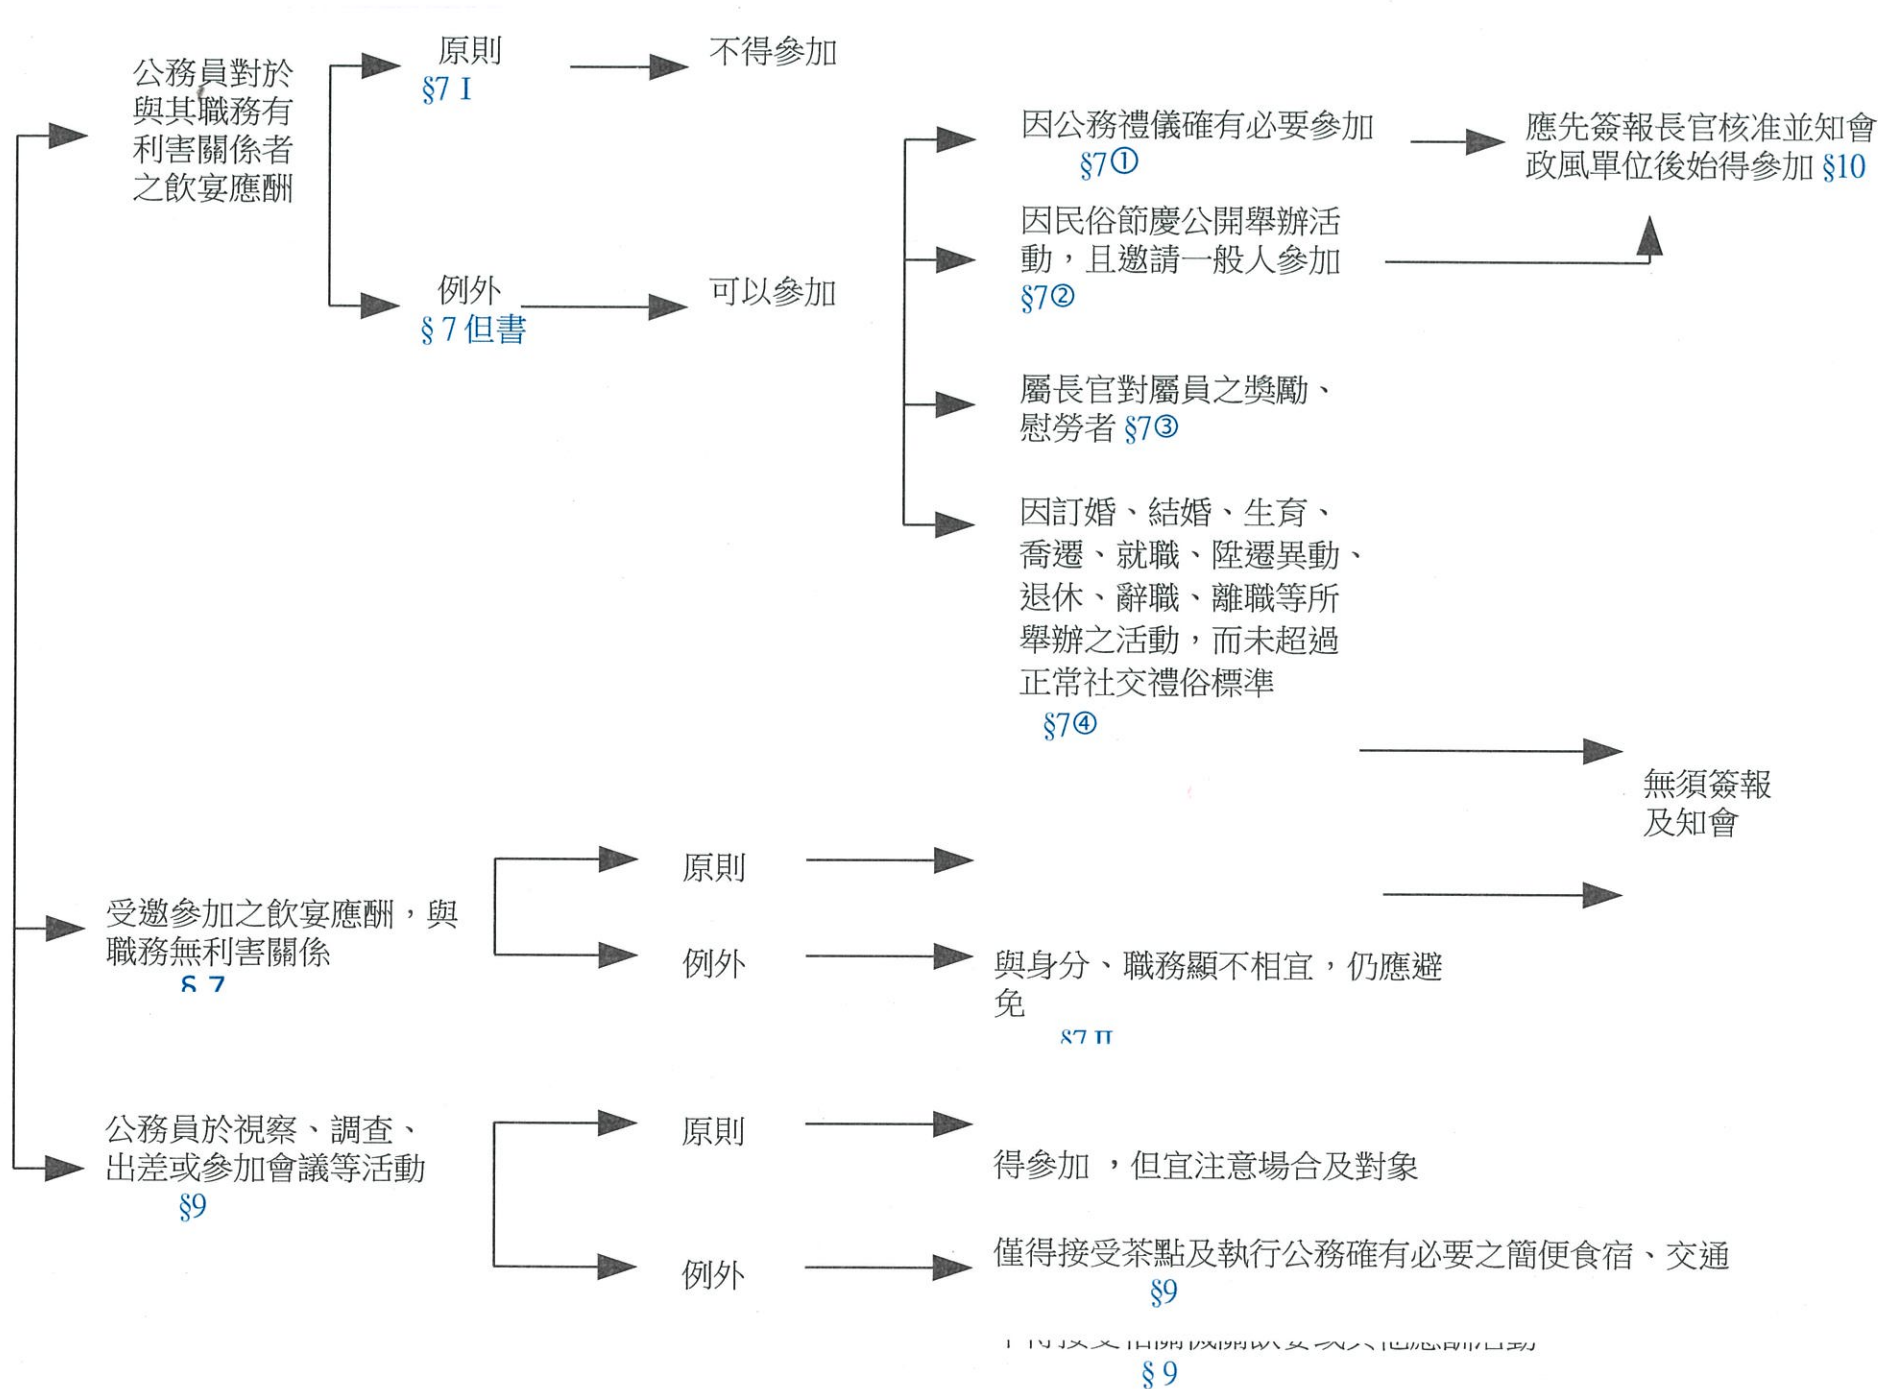 公務員對於
與其職務有
利害關係者
之飲宴應酬
原則
§7 I
不得參加
例外
§ 7 但書
可以參加
因公務禮儀確有必要參加
§7①
應先簽報長官核准並知會
政風單位後始得參加 §10
因民俗節慶公開舉辦活
動，且邀請一般人參加
§7②
屬長官對屬員之獎勵、
慰勞者 §7③
因訂婚、結婚、生育、
喬遷、就職、陞遷異動、
退休、辭職、離職等所
舉辦之活動，而未超過
正常社交禮俗標準
§7④
無須簽報
及知會
受邀參加之飲宴應酬，與
職務無利害關係
§ 7
原則
例外
與身分、職務顯不相宜，仍應避
免
§7 II
公務員於視察、調查、
出差或參加會議等活動
§9
原則
得參加 ，但宜注意場合及對象
例外
僅得接受茶點及執行公務確有必要之簡便食宿、交通
§9
§ 9